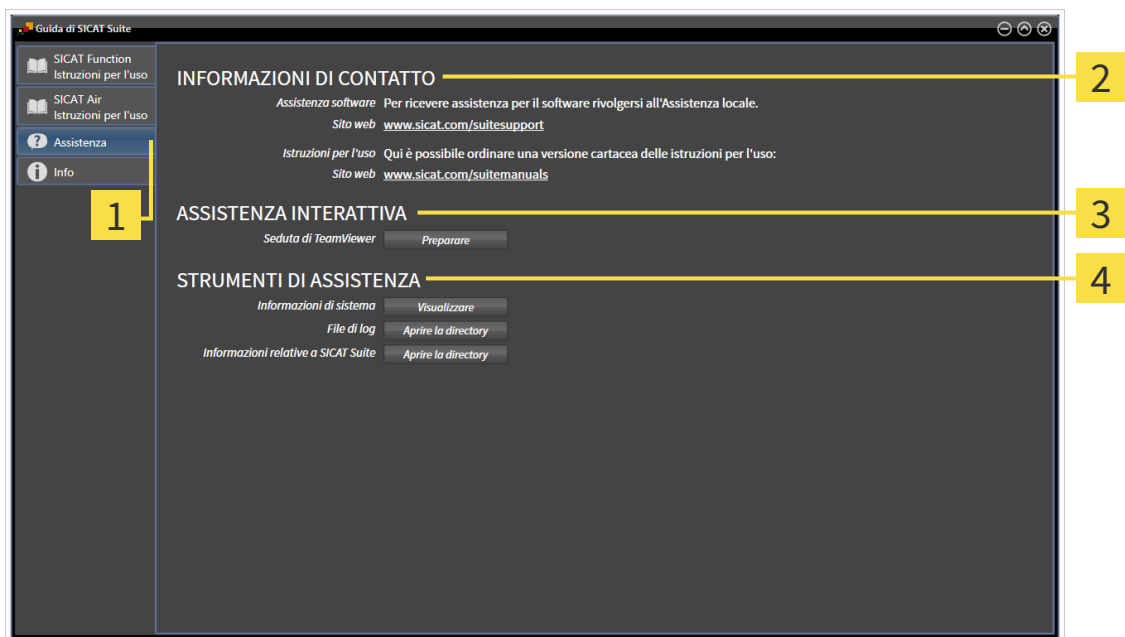 Guida di SICAT Suite
SICAT Function
Istruzioni per l'uso
SICAT Air
Istruzioni per l'uso
Assistenza
Info
1
INFORMAZIONI DI CONTATTO
2
Assistenza software Per ricevere assistenza per il software rivolgersi all'Assistenza locale.
Sito web www.sicat.com/suitesupport
Istruzioni per l'uso Qui è possibile ordinare una versione cartacea delle istruzioni per l'uso:
Sito web www.sicat.com/suitemanuals
ASSISTENZA INTERATTIVA
3
Seduta di TeamViewer Preparare
STRUMENTI DI ASSISTENZA
4
Informazioni di sistema Visualizzare
File di log Aprire la directory
Informazioni relative a SICAT Suite Aprire la directory